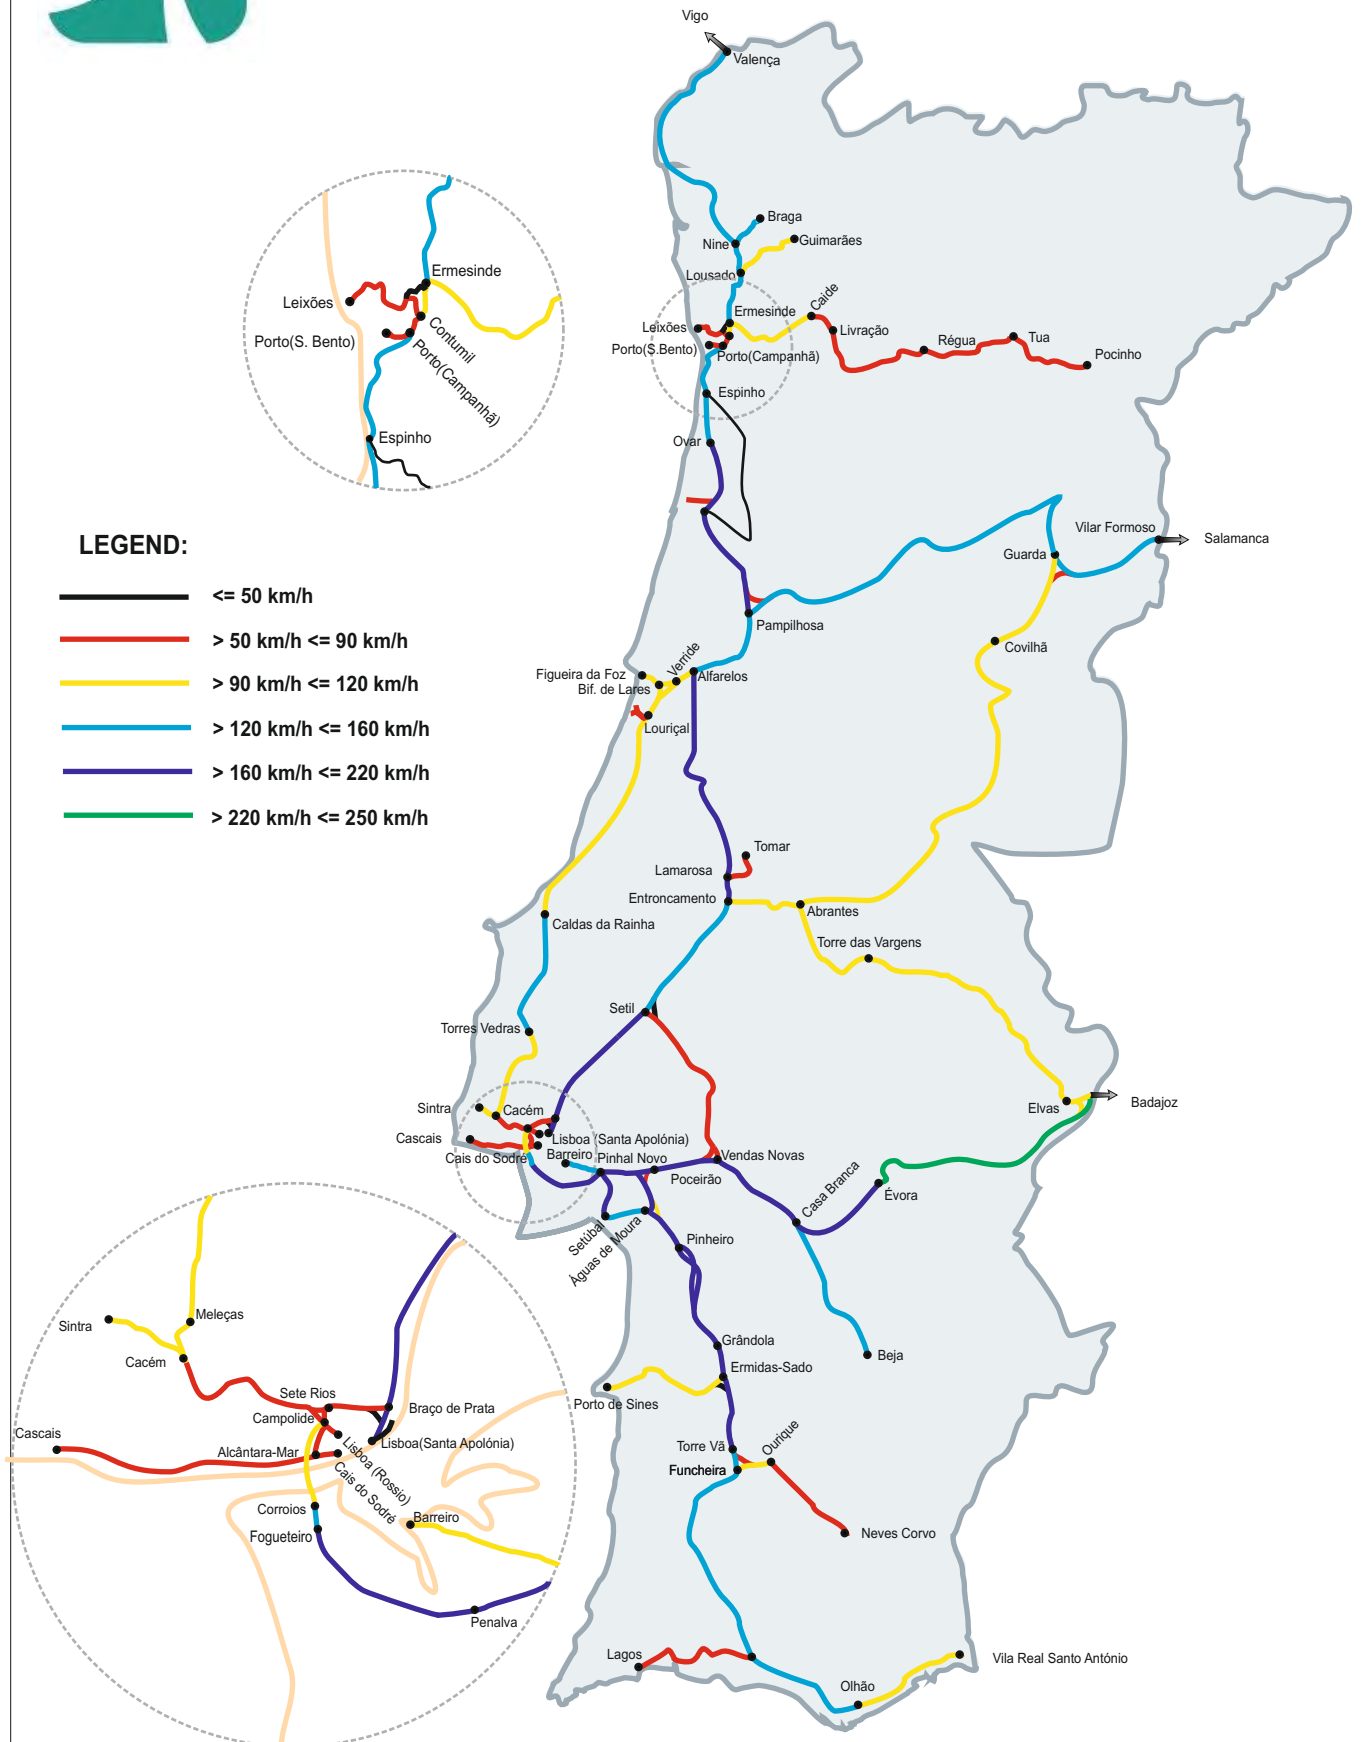 Vigo
Valença
Braga
Guimarães
Nine
Lousado
Ermesinde
Caide
Leixões
Livração
Régua
Tua
Pocinho
Porto(S.Bento)
Porto(Campanhã)
Espinho
Ovar
Ermesinde
Leixões
Contumil
Porto(S. Bento)
Porto(Campanhã)
Espinho
LEGEND:
<= 50 km/h
> 50 km/h <= 90 km/h
> 90 km/h <= 120 km/h
> 120 km/h <= 160 km/h
> 160 km/h <= 220 km/h
> 220 km/h <= 250 km/h
Vilar Formoso
Salamanca
Guarda
Pampilhosa
Covilhã
Verride
Figueira da Foz
Alfarelos
Bif. de Lares
Louriçal
Tomar
Lamarosa
Entroncamento
Abrantes
Caldas da Rainha
Torre das Vargens
Setil
Torres Vedras
Sintra
Cacém
Elvas
Badajoz
Cascais
Lisboa (Santa Apolónia)
Cais do Sodré
Barreiro
Pinhal Novo
Vendas Novas
Poceirão
Casa Branca
Évora
Setúbal
Àguas de Moura
Pinheiro
Grândola
Beja
Ermidas-Sado
Porto de Sines
Torre Vã
Ourique
Funcheira
Neves Corvo
Lagos
Olhão
Vila Real Santo António
Meleças
Sintra
Cacém
Sete Rios
Braço de Prata
Campolide
Cascais
Alcântara-Mar
Lisboa(Santa Apolónia)
Lisboa (Rossio)
Cais do Sodré
Corroios
Barreiro
Fogueteiro
Penalva